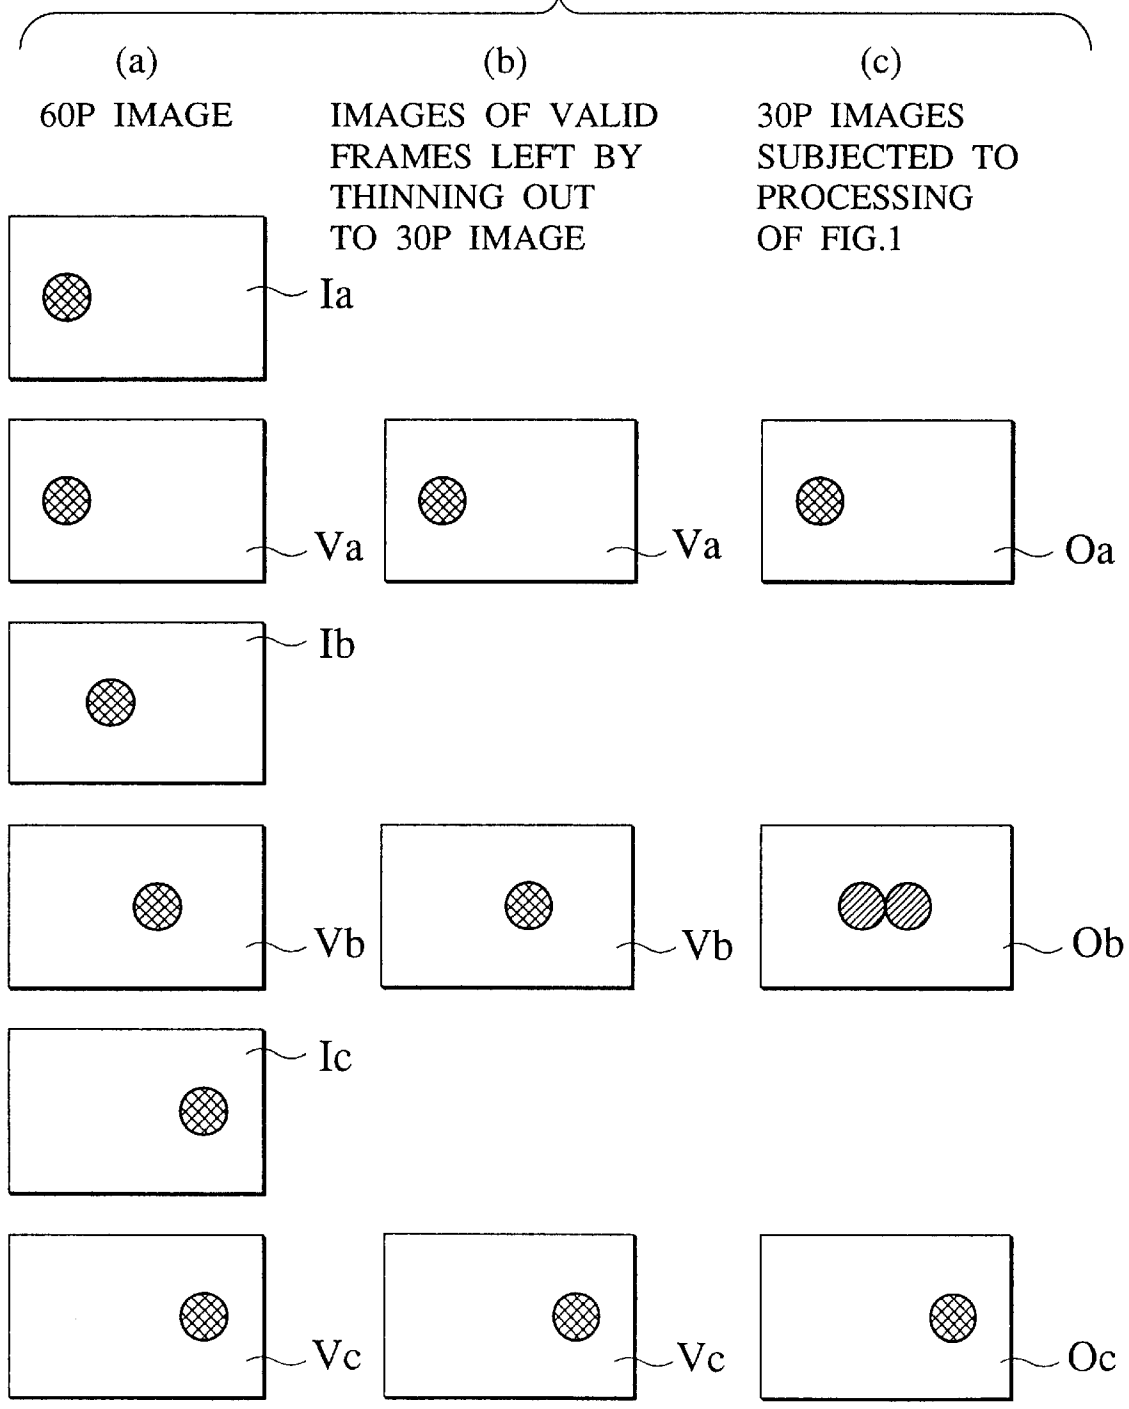 (a)
60P IMAGE
(b)
IMAGES OF VALID
FRAMES LEFT BY
THINNING OUT
TO 30P IMAGE
(c)
30P IMAGES
SUBJECTED TO
PROCESSING
OF FIG.1
Ia
Va
Va
Oa
Ib
Vb
Vb
Ob
Ic
Vc
Vc
Oc